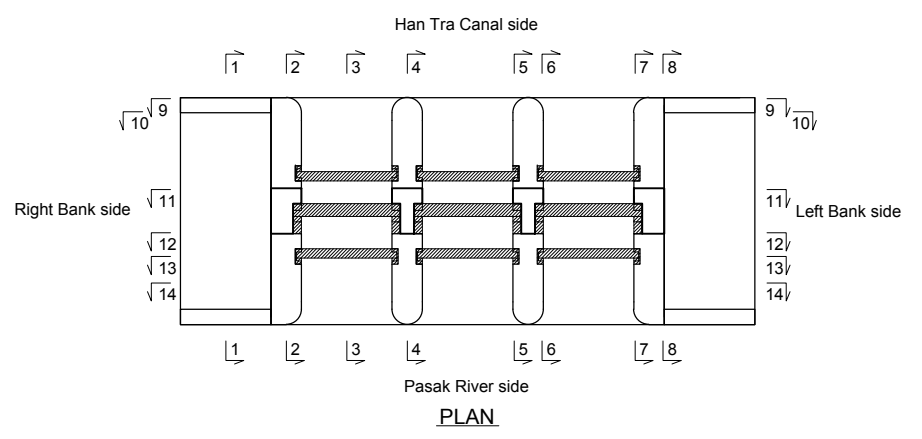 Han Tra Canal side
1 2 3 4 5 6 7 8
9 9
10 10
11 11
Right Bank side Left Bank side
12 12
13 13
14 14
1 2 3 4 5 6 7 8
Pasak River side
PLAN